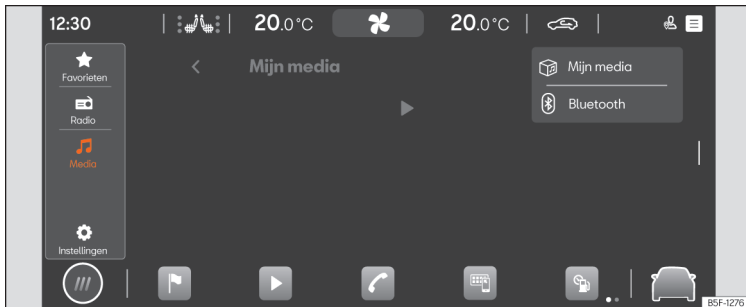 12:30
20.0°C
20.0°C
Favorieten
Radio
Media
Instellingen
Mijn media
Mijn media
Bluetooth
B5F-1276